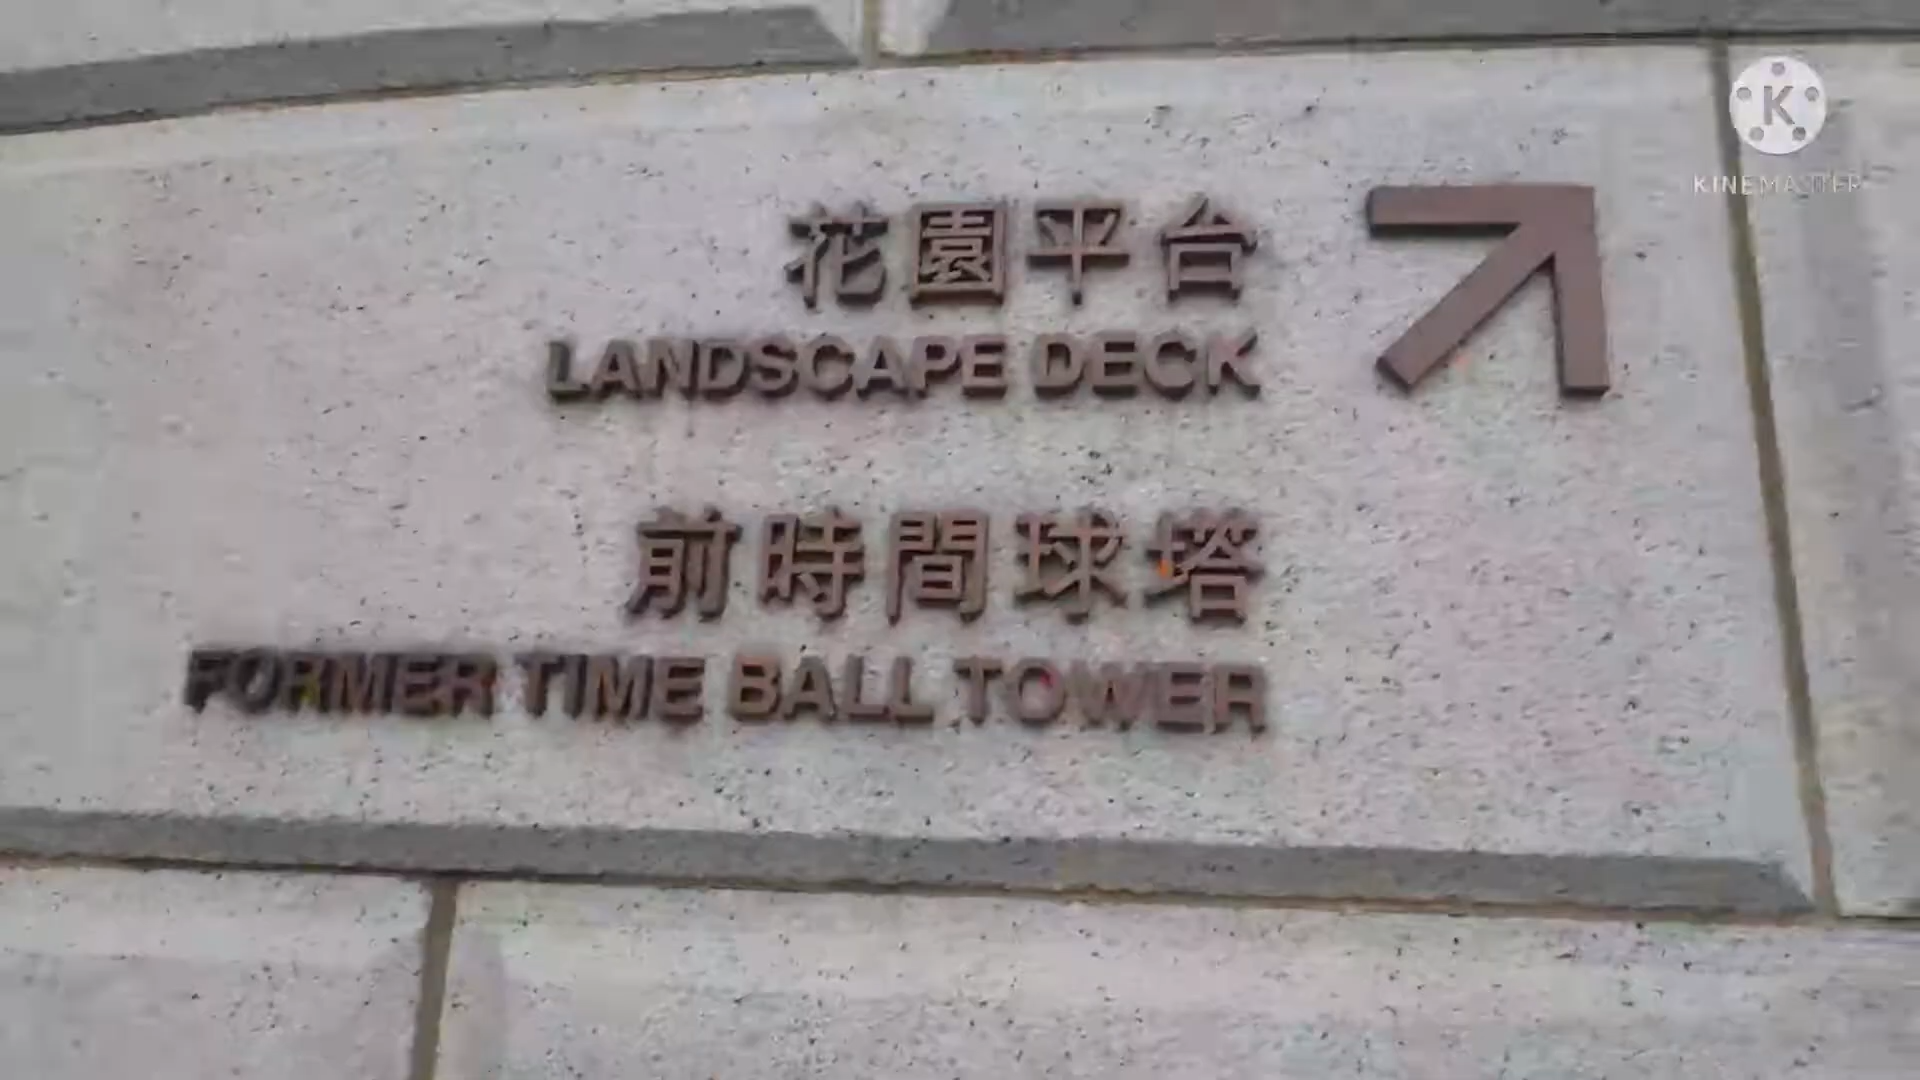 花園平台
LANDSCAPE DECK
前時間球塔
FORMER TIME BALL TOWER
K
KINEMASTER